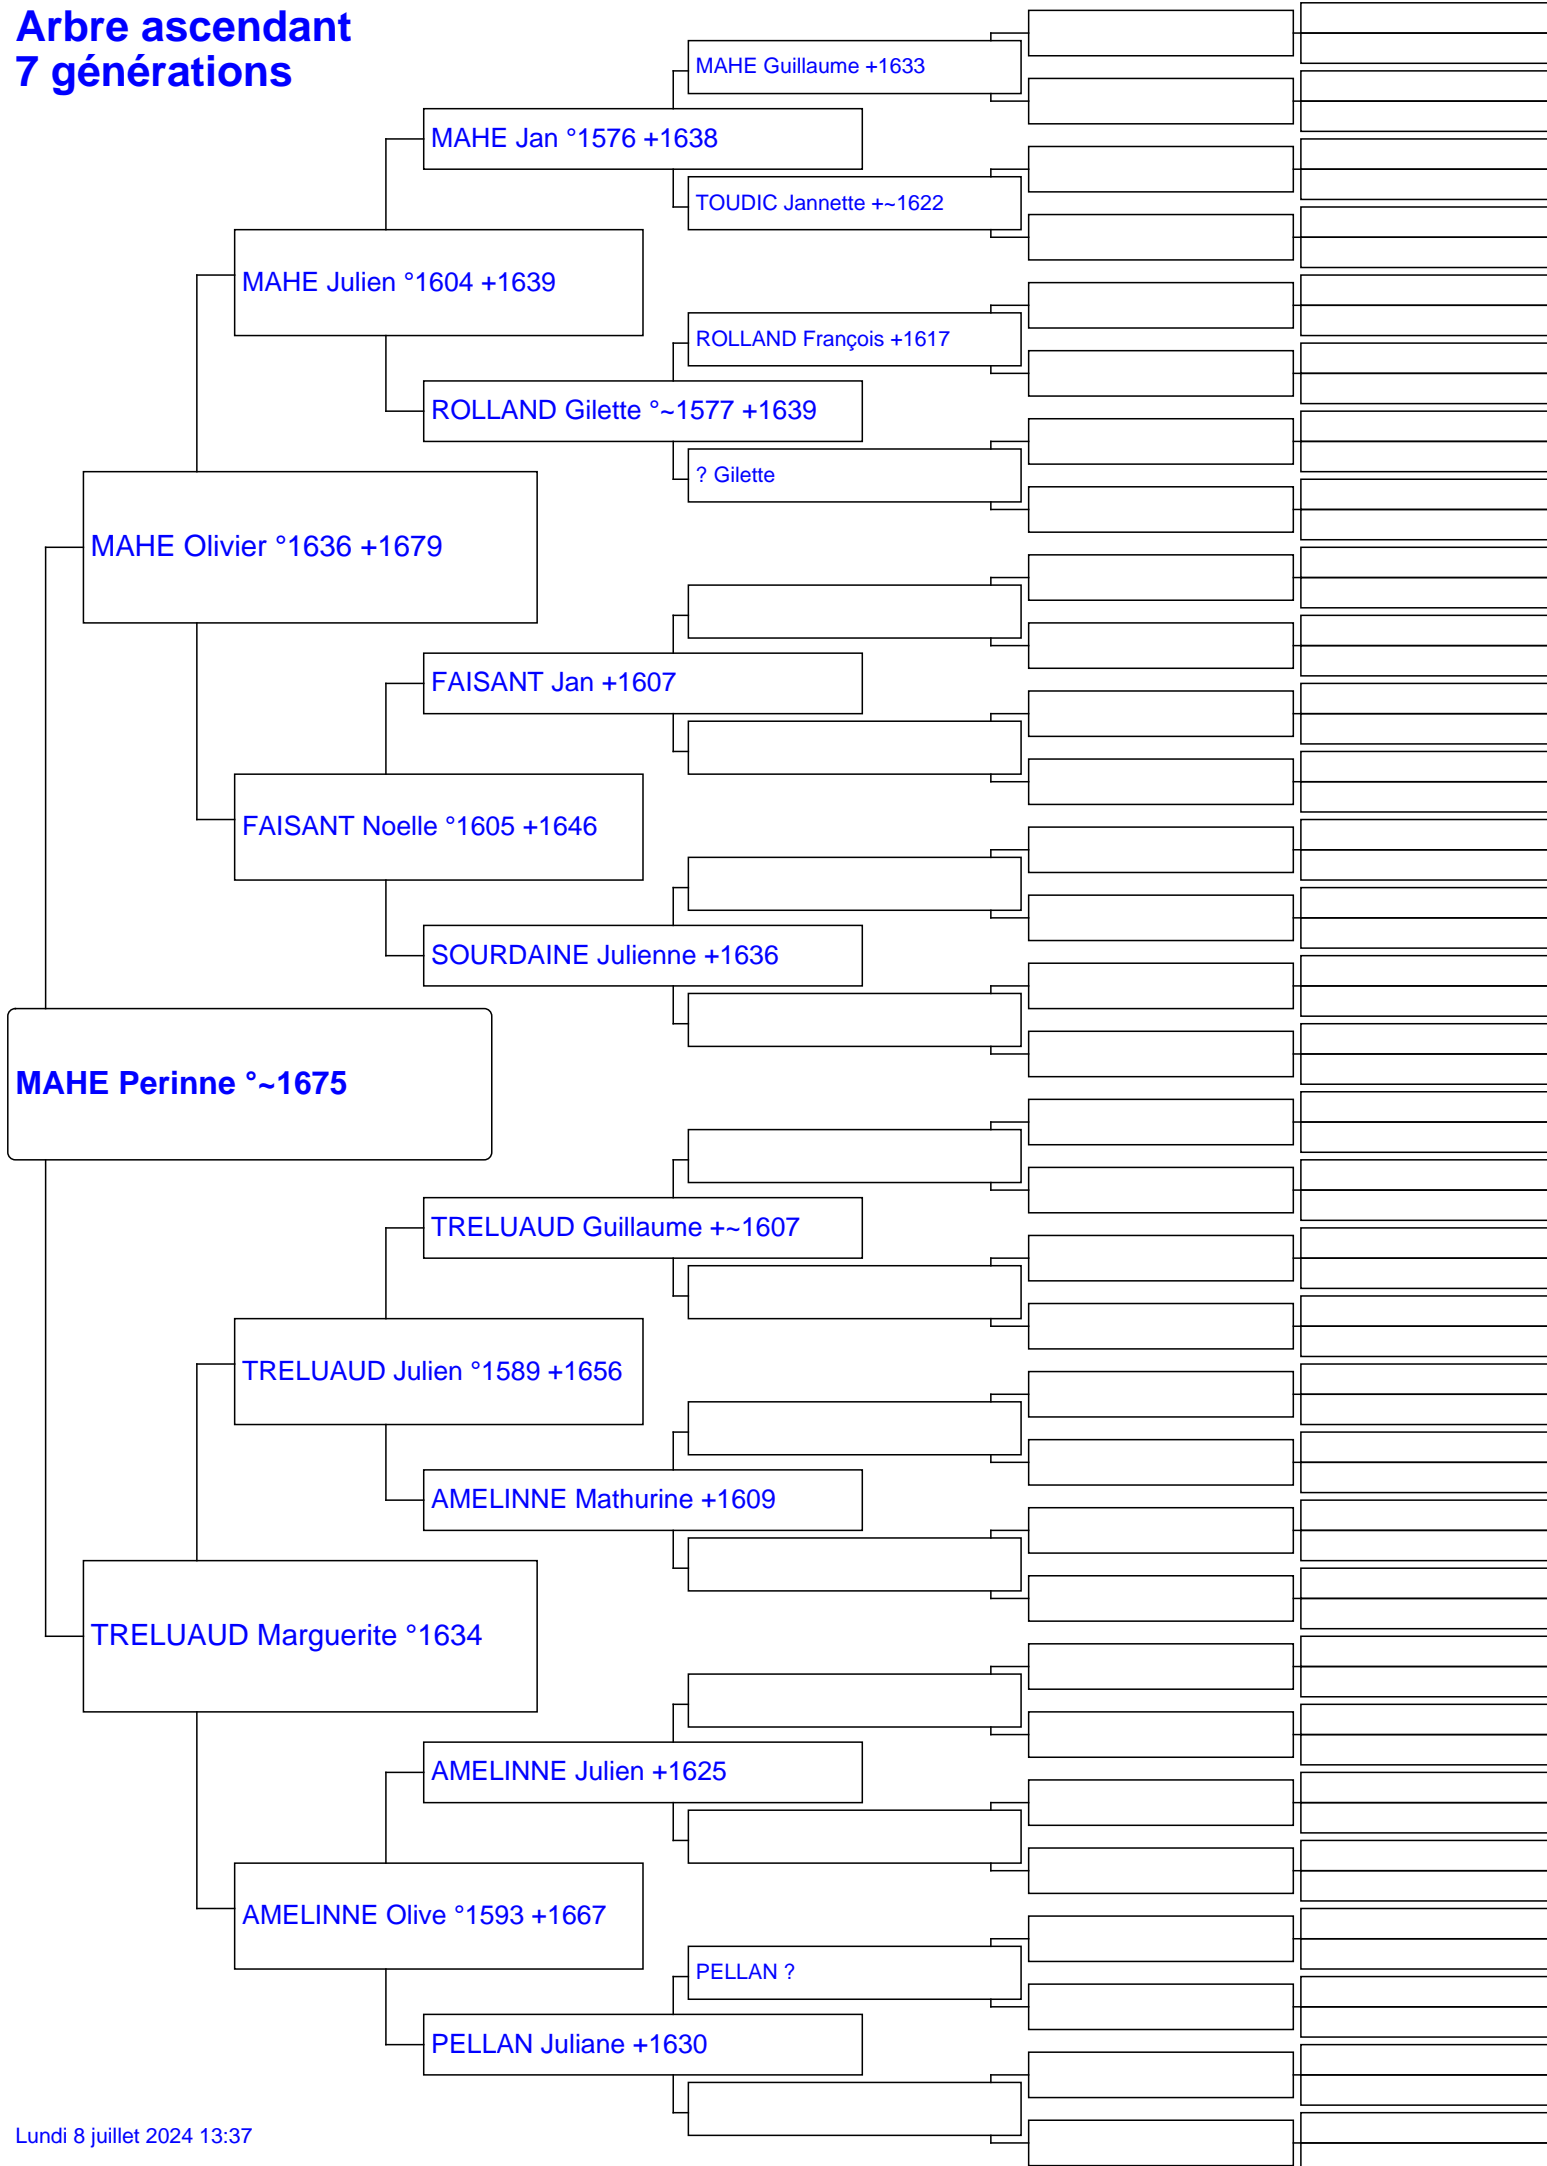 Arbre ascendant
7 générations
MAHE Guillaume +1633
MAHE Jan °1576 +1638
TOUDIC Jannette +~1622
MAHE Julien °1604 +1639
ROLLAND François +1617
ROLLAND Gilette °~1577 +1639
? Gilette
MAHE Olivier °1636 +1679
FAISANT Jan +1607
FAISANT Noelle °1605 +1646
SOURDAINE Julienne +1636
MAHE Perinne °~1675
TRELUAUD Guillaume +~1607
TRELUAUD Julien °1589 +1656
AMELINNE Mathurine +1609
TRELUAUD Marguerite °1634
AMELINNE Julien +1625
AMELINNE Olive °1593 +1667
PELLAN ?
PELLAN Juliane +1630
Lundi 8 juillet 2024 13:37